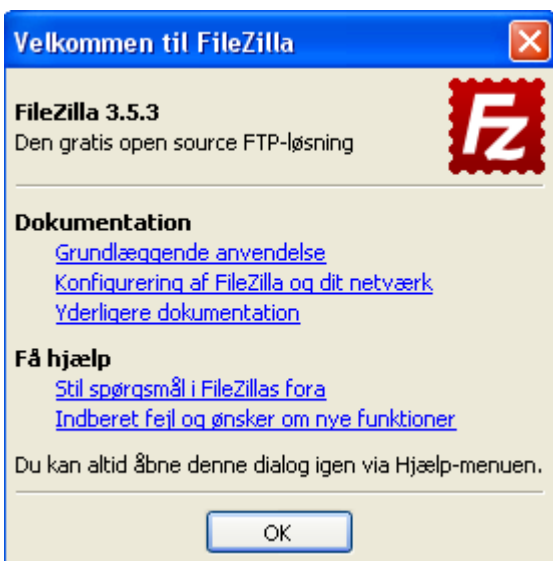 Velkommen til FileZilla
FileZilla 3.5.3
Den gratis open source FTP-løsning
Fz
Dokumentation
Grundlæggende anvendelse
Konfigurering af FileZilla og dit netværk
Yderligere dokumentation
Få hjælp
Stil spørgsmål i FileZillas fora
Indberet fejl og ønsker om nye funktioner
Du kan altid åbne denne dialog igen via Hjælp-menuen.
OK